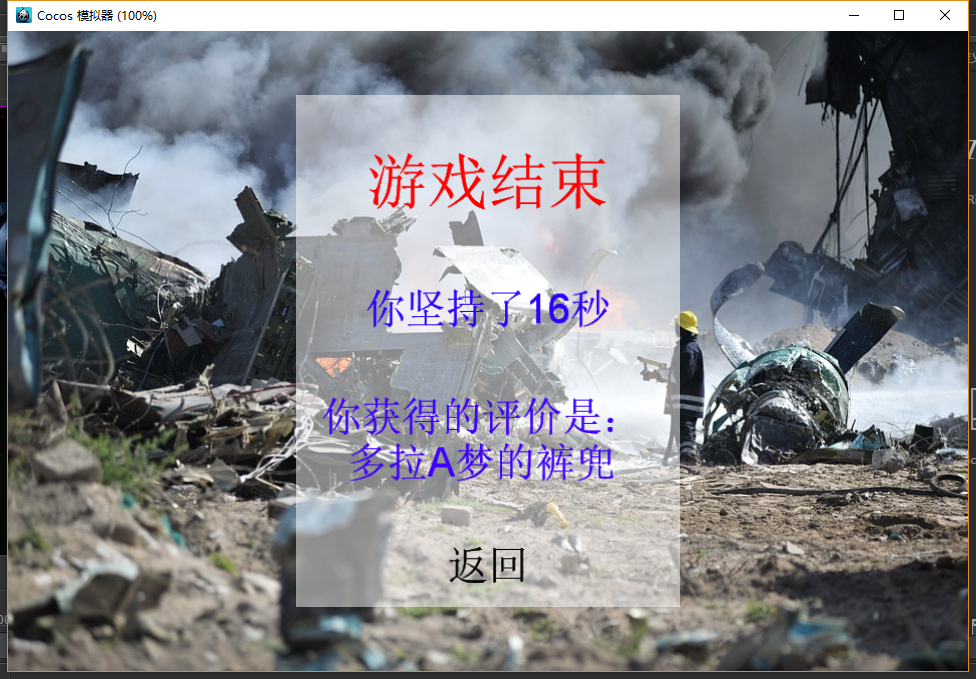 Cocos 模拟器 (100%)
游戏结束
你坚持了16秒
你获得的评价是：
多拉A梦的裤兜
返回